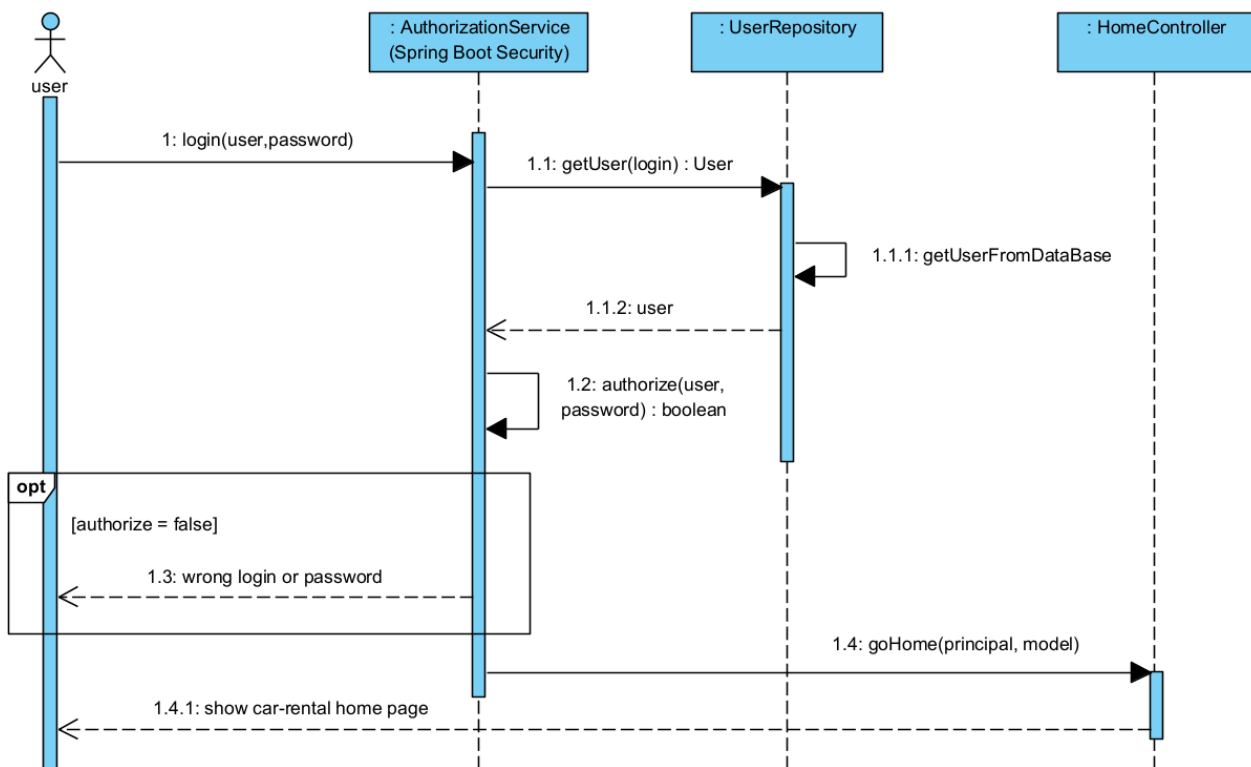 : AuthorizationService
(Spring Boot Security)
: UserRepository
: HomeController
user
1: login(user,password)
1.1: getUser(login) : User
1.1.1: getUserFromDataBase
1.1.2: user
1.2: authorize(user,
password) : boolean
opt
[authorize = false]
1.3: wrong login or password
1.4: goHome(principal, model)
1.4.1: show car-rental home page